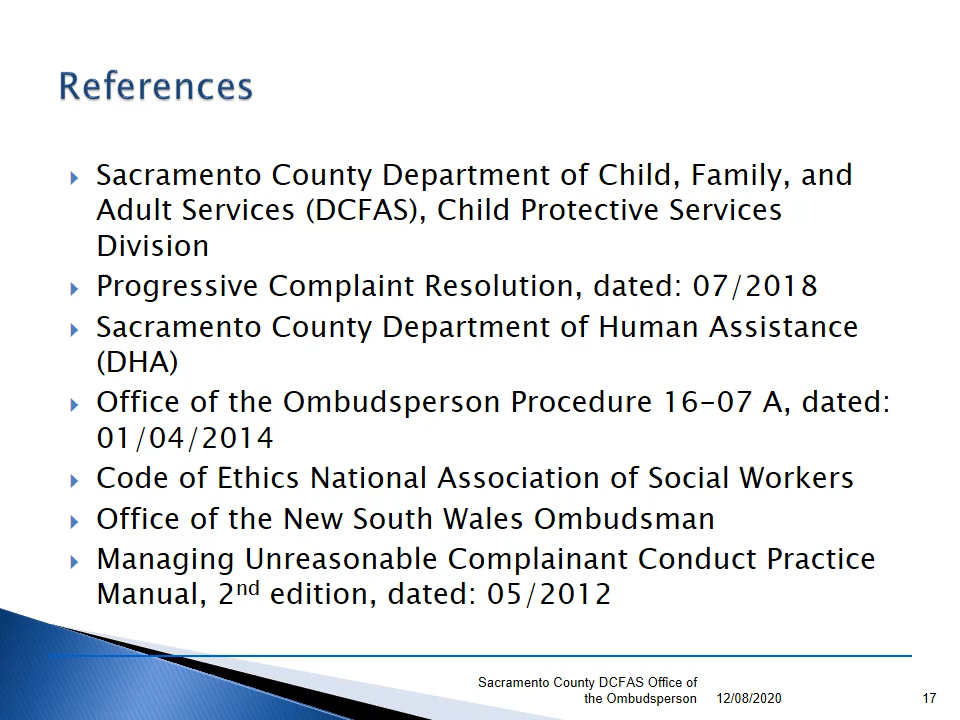 References
Sacramento County Department of Child, Family, and
Adult Services (DCFAS), Child Protective Services
Division
Progressive Complaint Resolution, dated: 07/2018
Sacramento County Department of Human Assistance
(DHA)
Office of the Ombudsperson Procedure 16-07 A, dated:
01/04/2014
Code of Ethics National Association of Social Workers
Office of the New South Wales Ombudsman
Managing Unreasonable Complainant Conduct Practice
Manual, 2nd edition, dated: 05/2012
Sacramento County DCFAS Office of
the Ombudsperson 12/08/2020 17